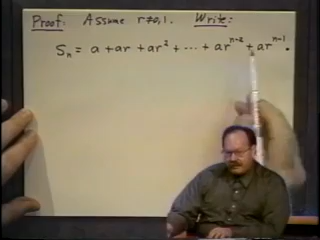 Proof: Assume r≠0,1. Write:
Sₙ = a + ar + ar² + ⋯ + arⁿ⁻² + arⁿ⁻¹.